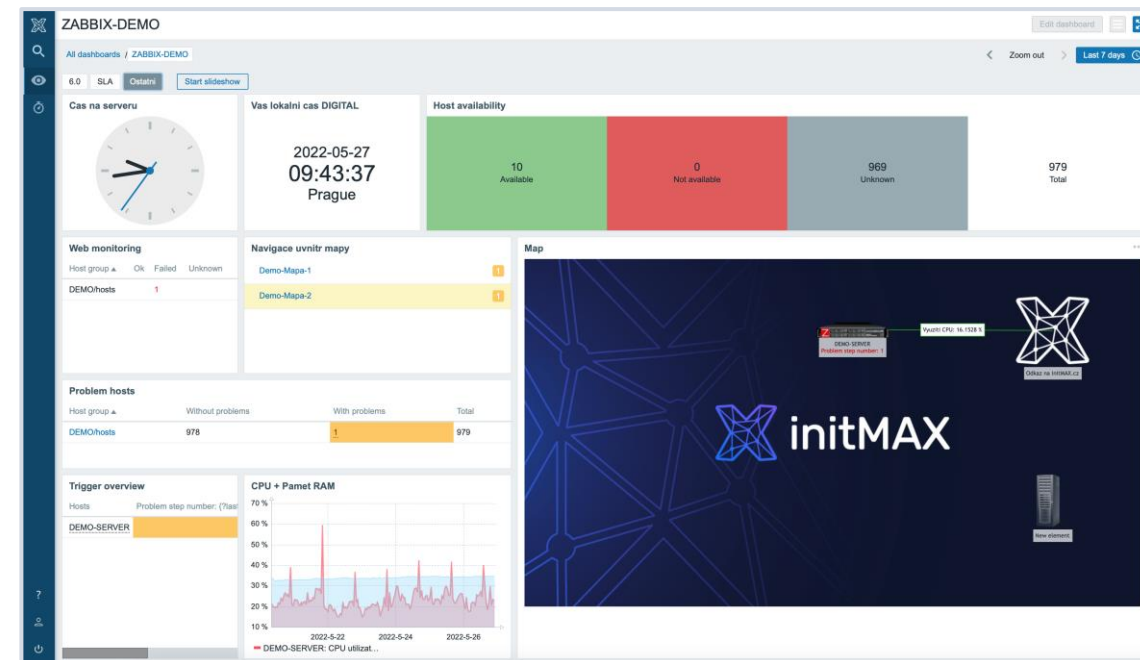 ZABBIX-DEMO
Edit dashboard
All dashboards / ZABBIX-DEMO
Zoom out
Last 7 days
6.0 SLA Ostatni Start slideshow
Cas na serveru
Vas lokalni cas DIGITAL
2022-05-27
09:43:37
Prague
Host availability
10
Available
0
Not available
969
Unknown
979
Total
Web monitoring
Host group Ok Failed Unknown
DEMO/hosts 1
Navigace uvnitr mapy
Demo-Mapa-1 1
Demo-Mapa-2 1
Map
DEMO-SERVER
Problem step number: 1
Vyuziti CPU: 16.1528 %
Odkaz na initMAX.cz
initMAX
New element
Problem hosts
Host group Without problems With problems Total
DEMO/hosts 978 1 979
Trigger overview
Hosts Problem step number: {?last
DEMO-SERVER
CPU + Pamet RAM
70 %
60 %
50 %
40 %
30 %
20 %
10 %
2022-5-22 2022-5-24 2022-5-26
DEMO-SERVER: CPU utilizat...
?